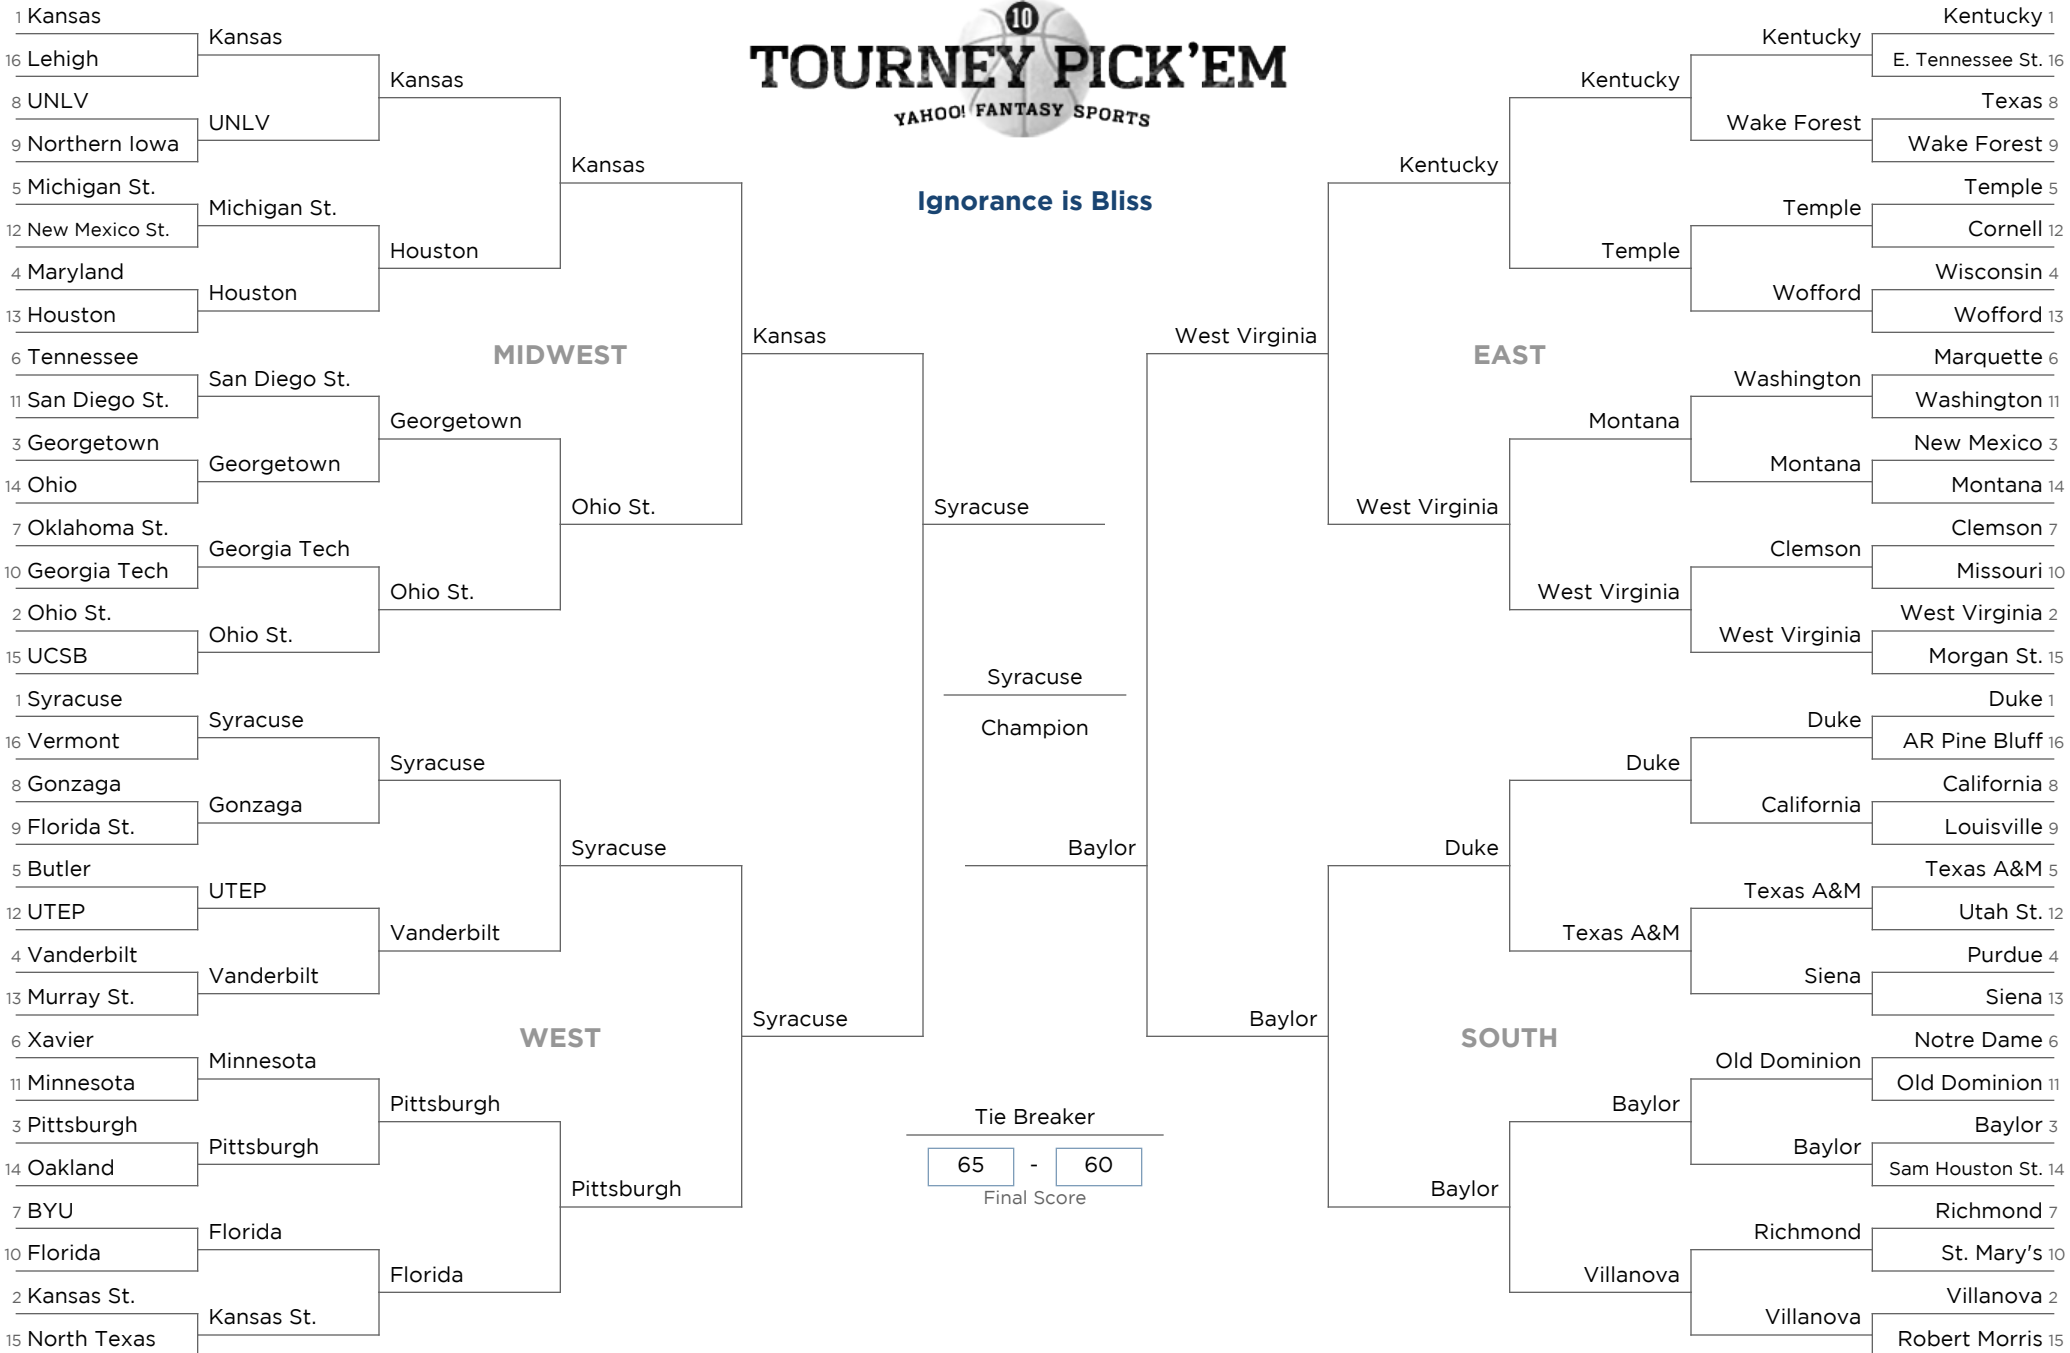 10
TOURNEY PICK'EM
YAHOO! FANTASY SPORTS
Ignorance is Bliss
1 Kansas
16 Lehigh
8 UNLV
9 Northern Iowa
5 Michigan St.
12 New Mexico St.
4 Maryland
13 Houston
6 Tennessee
11 San Diego St.
3 Georgetown
14 Ohio
7 Oklahoma St.
10 Georgia Tech
2 Ohio St.
15 UCSB
Kansas
UNLV
Michigan St.
Houston
San Diego St.
Georgetown
Georgia Tech
Ohio St.
Kansas
Houston
Georgetown
Ohio St.
Kansas
Ohio St.
MIDWEST
Kansas
1 Syracuse
16 Vermont
8 Gonzaga
9 Florida St.
5 Butler
12 UTEP
4 Vanderbilt
13 Murray St.
6 Xavier
11 Minnesota
3 Pittsburgh
14 Oakland
7 BYU
10 Florida
2 Kansas St.
15 North Texas
Syracuse
Gonzaga
UTEP
Vanderbilt
Minnesota
Pittsburgh
Florida
Kansas St.
Syracuse
Vanderbilt
Pittsburgh
Florida
Syracuse
Pittsburgh
WEST
Syracuse
Syracuse
Syracuse
Champion
Baylor
Tie Breaker
65 - 60
Final Score
West Virginia
EAST
Kentucky
West Virginia
Kentucky
Temple
Montana
West Virginia
Kentucky
Wake Forest
Temple
Wofford
Washington
Montana
Clemson
West Virginia
Kentucky 1
E. Tennessee St. 16
Texas 8
Wake Forest 9
Temple 5
Cornell 12
Wisconsin 4
Wofford 13
Marquette 6
Washington 11
New Mexico 3
Montana 14
Clemson 7
Missouri 10
West Virginia 2
Morgan St. 15
Baylor
SOUTH
Duke
Baylor
Duke
Texas A&M
Baylor
Villanova
Duke
California
Texas A&M
Siena
Old Dominion
Baylor
Richmond
Villanova
Duke 1
AR Pine Bluff 16
California 8
Louisville 9
Texas A&M 5
Utah St. 12
Purdue 4
Siena 13
Notre Dame 6
Old Dominion 11
Baylor 3
Sam Houston St. 14
Richmond 7
St. Mary's 10
Villanova 2
Robert Morris 15